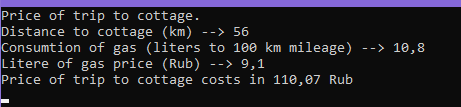 Price of trip to cottage.
Distance to cottage (km) --> 56
Consumtion of gas (liters to 100 km mileage) --> 10,8
Litere of gas price (Rub) --> 9,1
Price of trip to cottage costs in 110,07 Rub